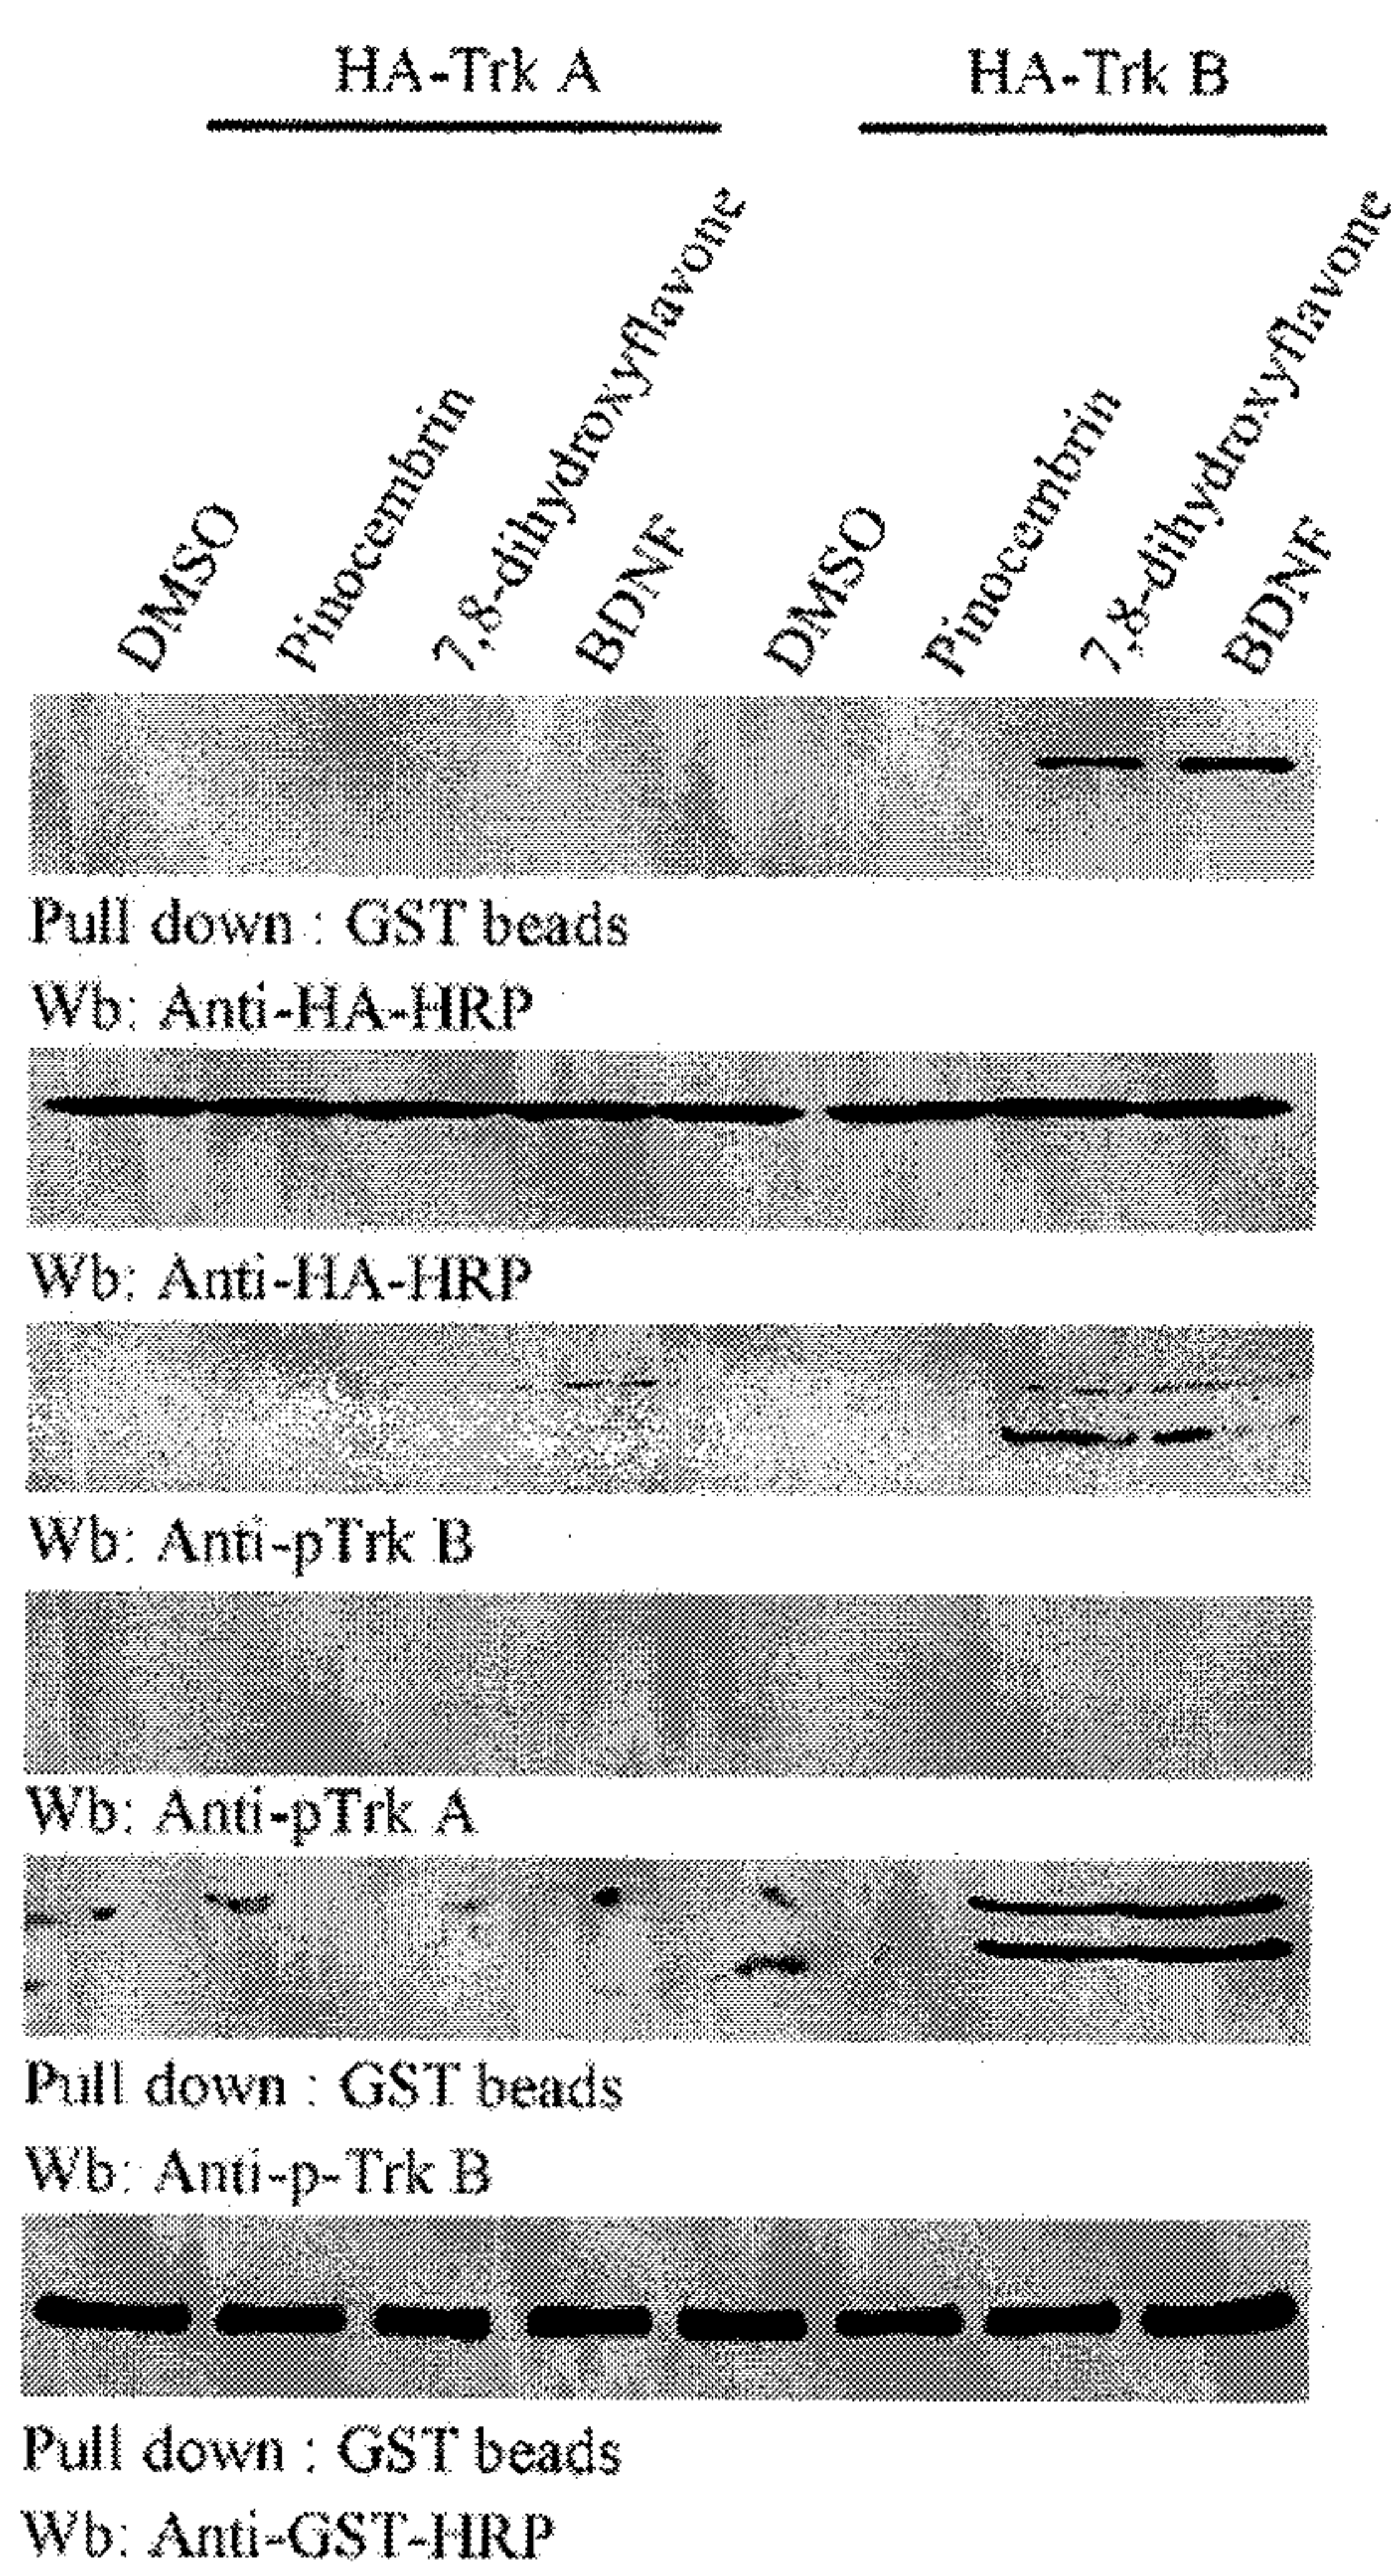 HA-Trk A
HA-Trk B
DMSO
Pinocembrin
7,8-dihydroxyflavone
BDNF
DMSO
Pinocembrin
7,8-dihydroxyflavone
BDNF
Pull down : GST beads
Wb: Anti-HA-HRP
Wb: Anti-HA-HRP
Wb: Anti-pTrk B
Wb: Anti-pTrk A
Pull down : GST beads
Wb: Anti-p-Trk B
Pull down : GST beads
Wb: Anti-GST-HRP